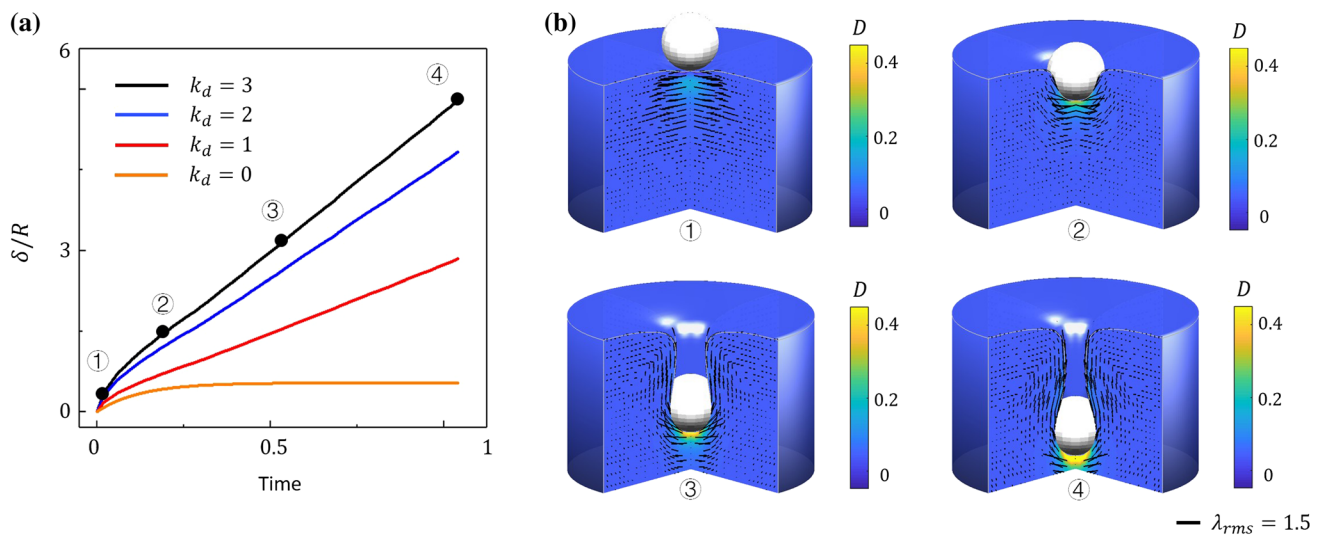 (a)
6
3
0
δ/R
0
0.5
1
Time
k_d = 3
k_d = 2
k_d = 1
k_d = 0
①
②
③
④
(b)
D
0.4
0.2
0
①
D
0.4
0.2
0
②
D
0.4
0.2
0
③
D
0.4
0.2
0
④
λ_rms = 1.5